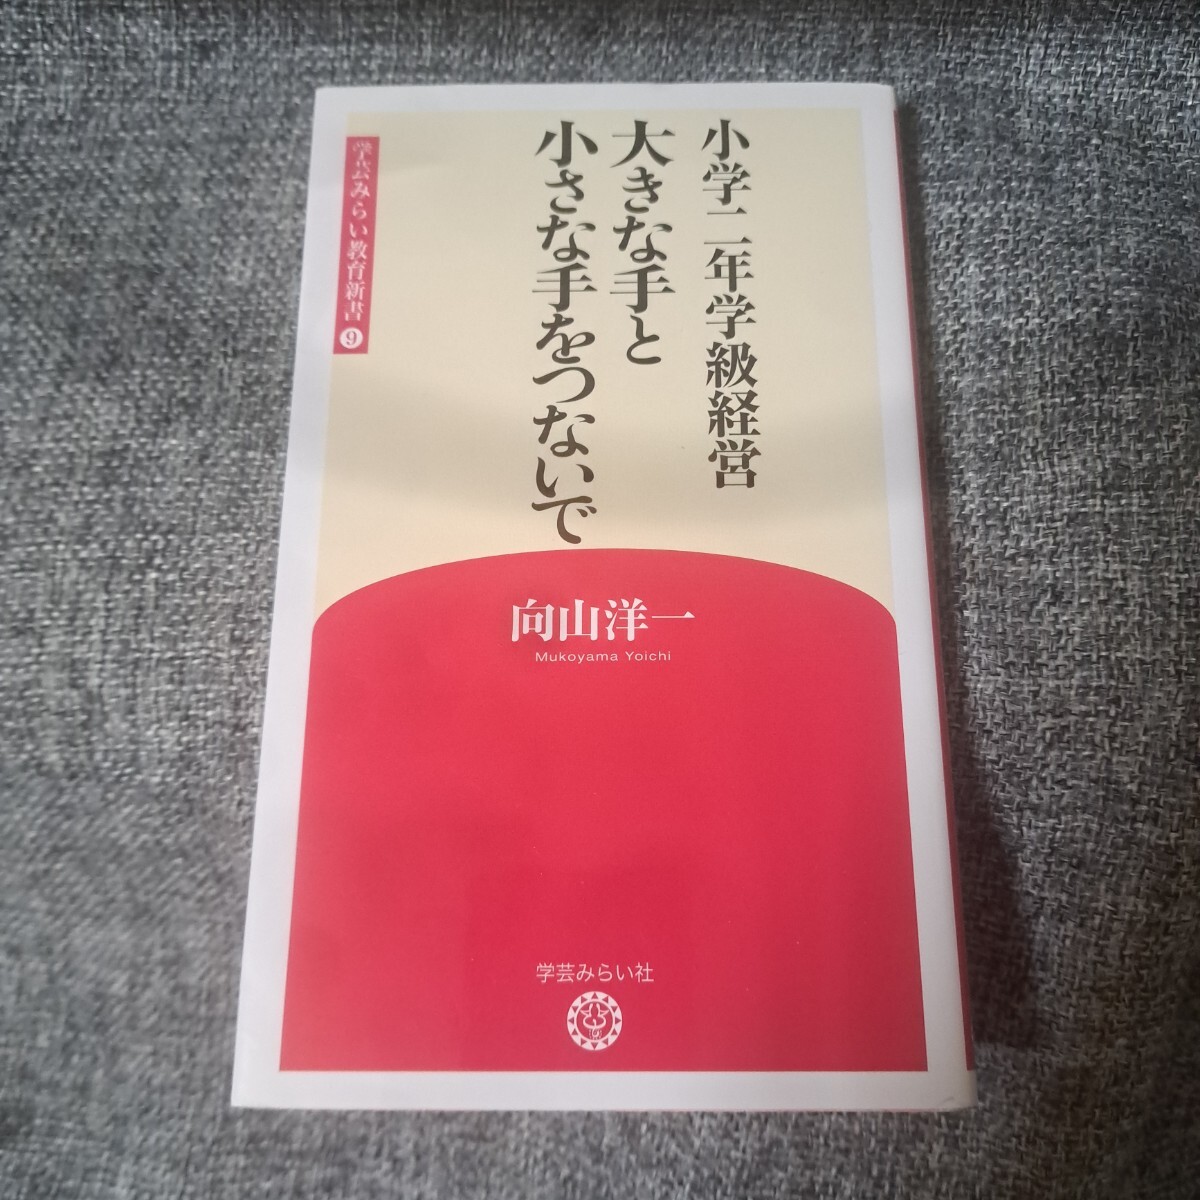 小学二年学級経営
大きな手と
小さな手をつないで
学芸みらい教育新書 9
向山洋一
Mukoyama Yoichi
学芸みらい社